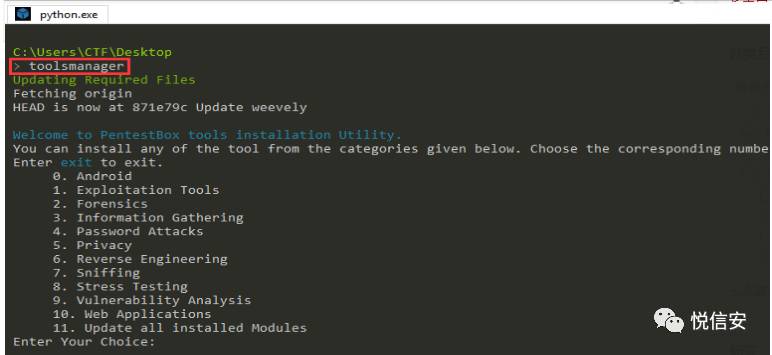 python.exe
C:\Users\CTF\Desktop
> toolsmanager
Updating Required Files
Fetching origin
HEAD is now at 871e79c Update weevely
Welcome to PentestBox tools installation Utility.
You can install any of the tool from the categories given below. Choose the corresponding numbe
Enter exit to exit.
0. Android
1. Exploitation Tools
2. Forensics
3. Information Gathering
4. Password Attacks
5. Privacy
6. Reverse Engineering
7. Sniffing
8. Stress Testing
9. Vulnerability Analysis
10. Web Applications
11. Update all installed Modules
Enter Your Choice:
悦信安